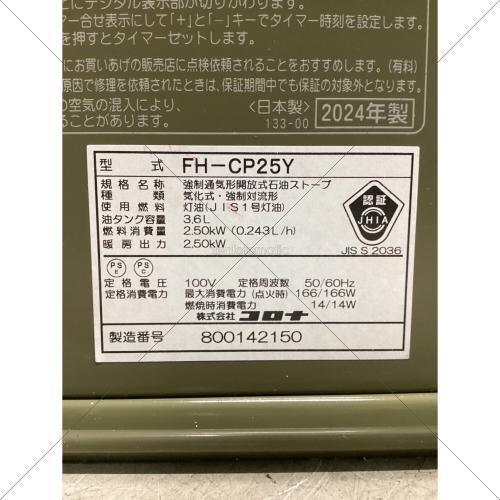 とにデジタル表示部が切りかわります。
マー合せ表示にして「+」と「-」キーでタイマー時刻を設定します。
を押すとタイマーセットします。
にお買いあげの販売店に点検依頼されることをおすすめします。(有料)
原因で修理を依頼されたときは、保証期間中でも保証の対象外となります。
の空気の混入により、
ることがあります。
〈日本製〉 2024年製
133-00
型 式 FH-CP25Y
規格名称 強制通気形開放式石油ストーブ
種類 気化式・強制対流形
使用燃料 灯油(JIS1号灯油)
油タンク容量 3.6L
燃料消費量 2.50kW (0.243L/h)
暖房出力 2.50kW
認証
JHIA
JIS S 2036
PS E PS C
定格電圧 100V 定格周波数 50/60Hz
定格消費電力 最大消費電力 (点火時) 166/166W
燃焼時消費電力 14/14W
株式会社 コロナ
製造番号 800142150